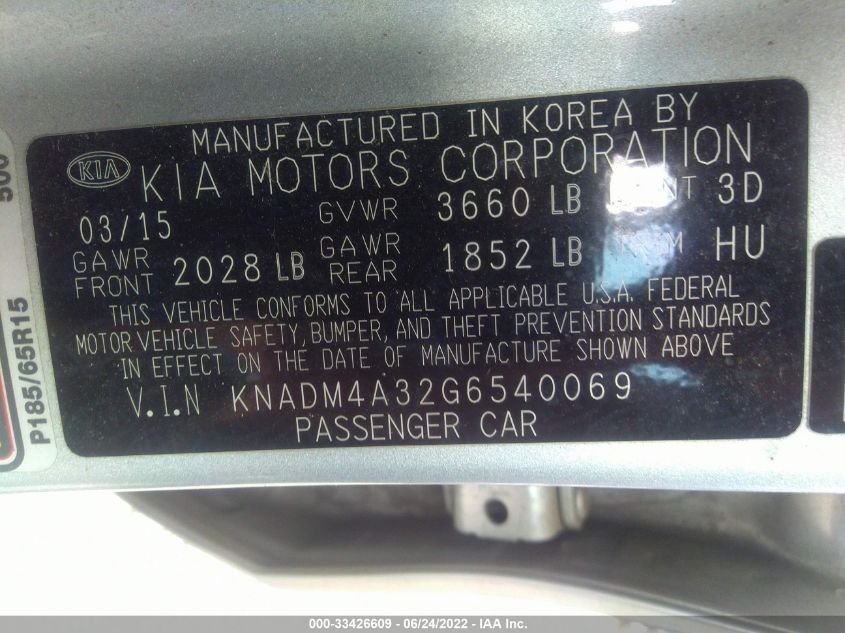 MANUFACTURED IN KOREA BY
KIA KIA MOTORS CORPORATION
03/15 GVWR 3660 LB 3D
GAWR FRONT 2028 LB GAWR REAR 1852 LB HU
THIS VEHICLE CONFORMS TO ALL APPLICABLE U.S.A. FEDERAL
MOTOR VEHICLE SAFETY, BUMPER, AND THEFT PREVENTION STANDARDS
IN EFFECT ON THE DATE OF MANUFACTURE SHOWN ABOVE
V.I.N KNADM4A32G6540069
PASSENGER CAR
P185/65R15
000-33426609 - 06/24/2022 - IAA Inc.